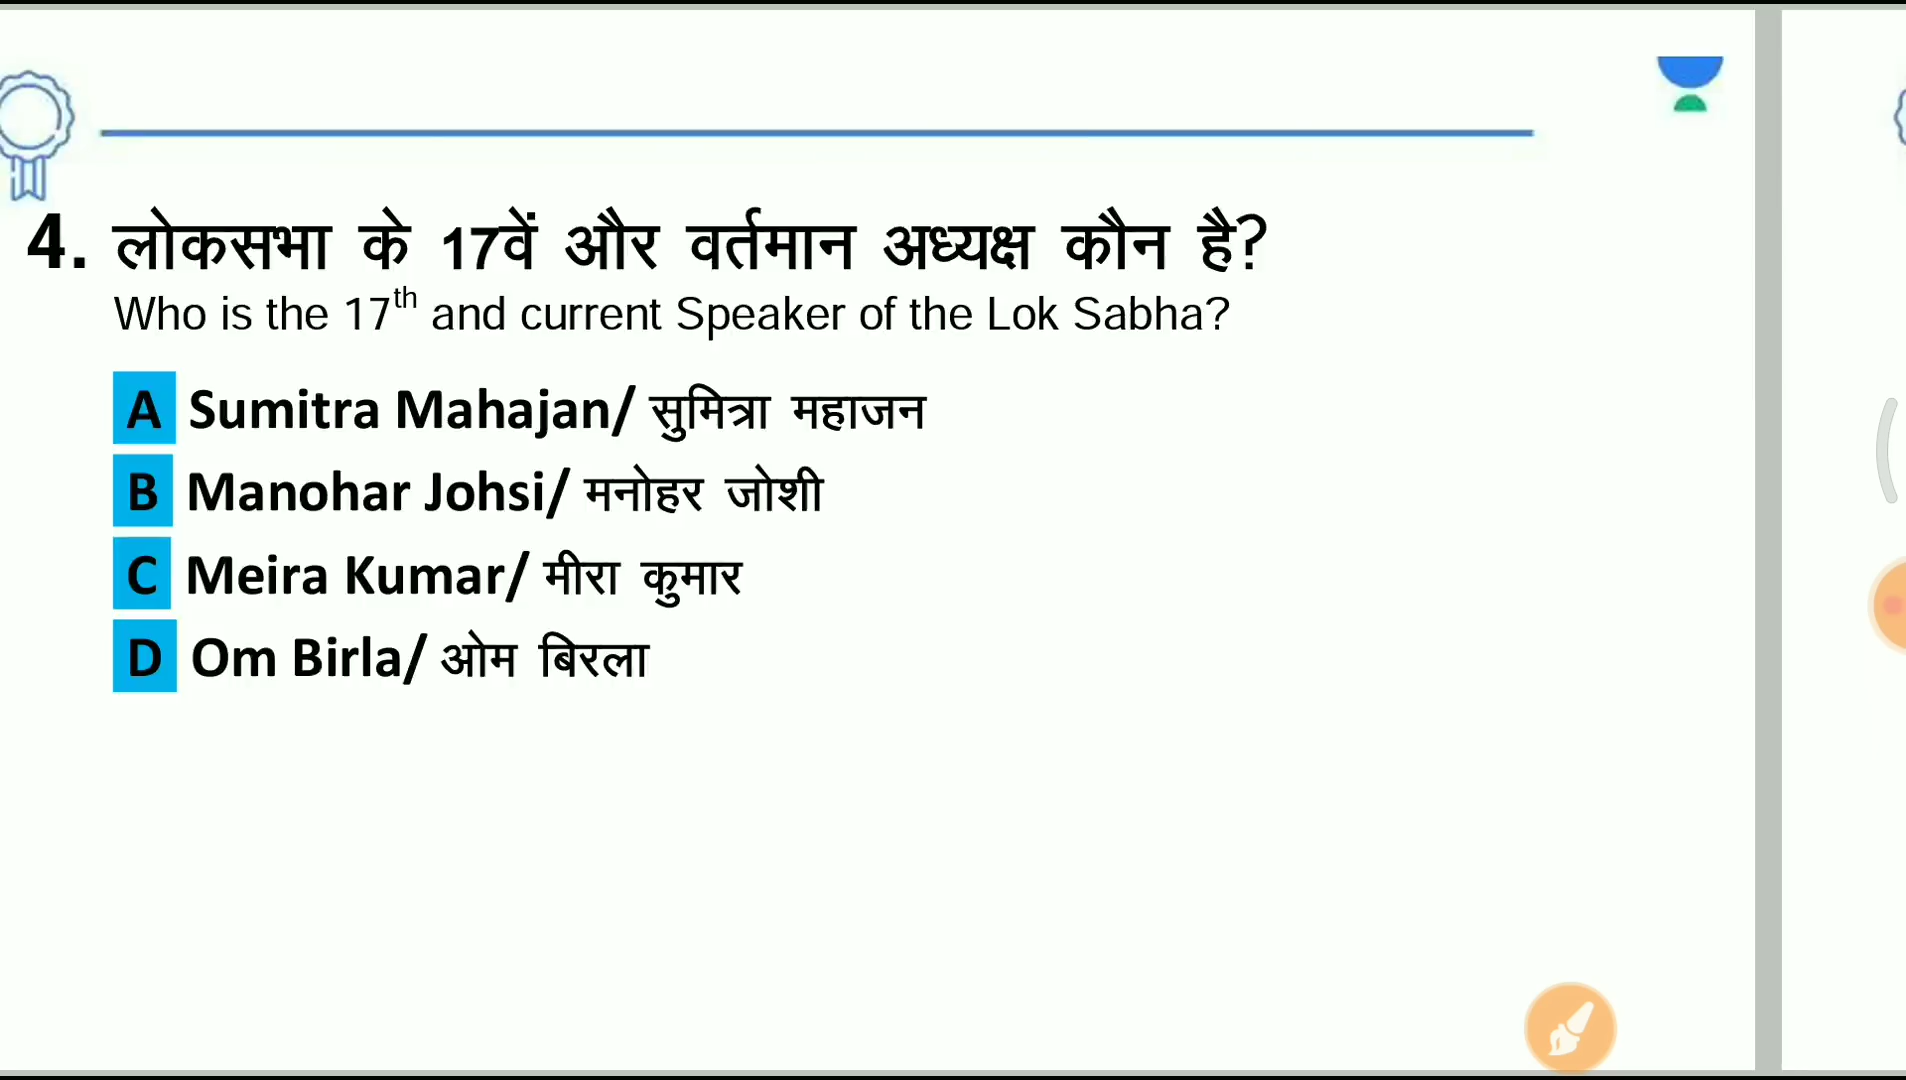 4. लोकसभा के 17वें और वर्तमान अध्यक्ष कौन है?
Who is the 17th and current Speaker of the Lok Sabha?
A Sumitra Mahajan/ सुमित्रा महाजन
B Manohar Johsi/ मनोहर जोशी
C Meira Kumar/ मीरा कुमार
D Om Birla/ ओम बिरला